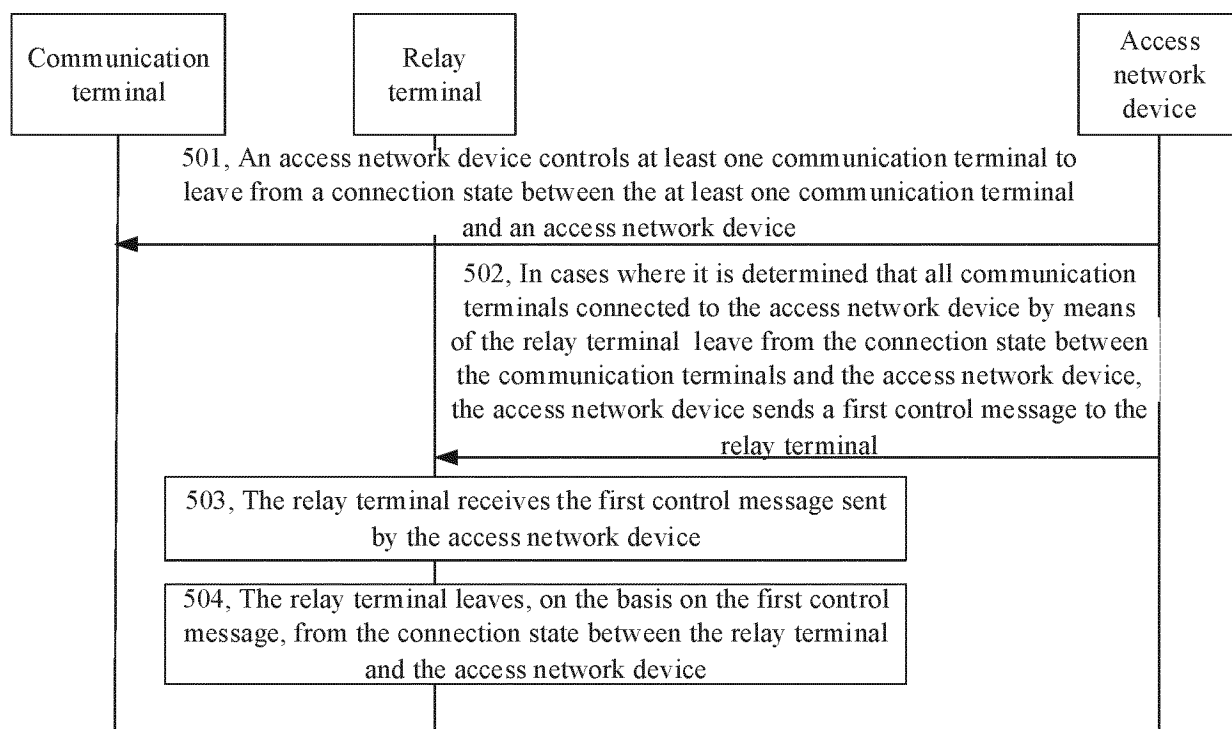 Communication
terminal
Relay
terminal
Access
network
device
501, An access network device controls at least one communication terminal to
leave from a connection state between the at least one communication terminal
and an access network device
502, In cases where it is determined that all communication
terminals connected to the access network device by means
of the relay terminal leave from the connection state between
the communication terminals and the access network device,
the access network device sends a first control message to the
relay terminal
503, The relay terminal receives the first control message sent
by the access network device
504, The relay terminal leaves, on the basis on the first control
message, from the connection state between the relay terminal
and the access network device